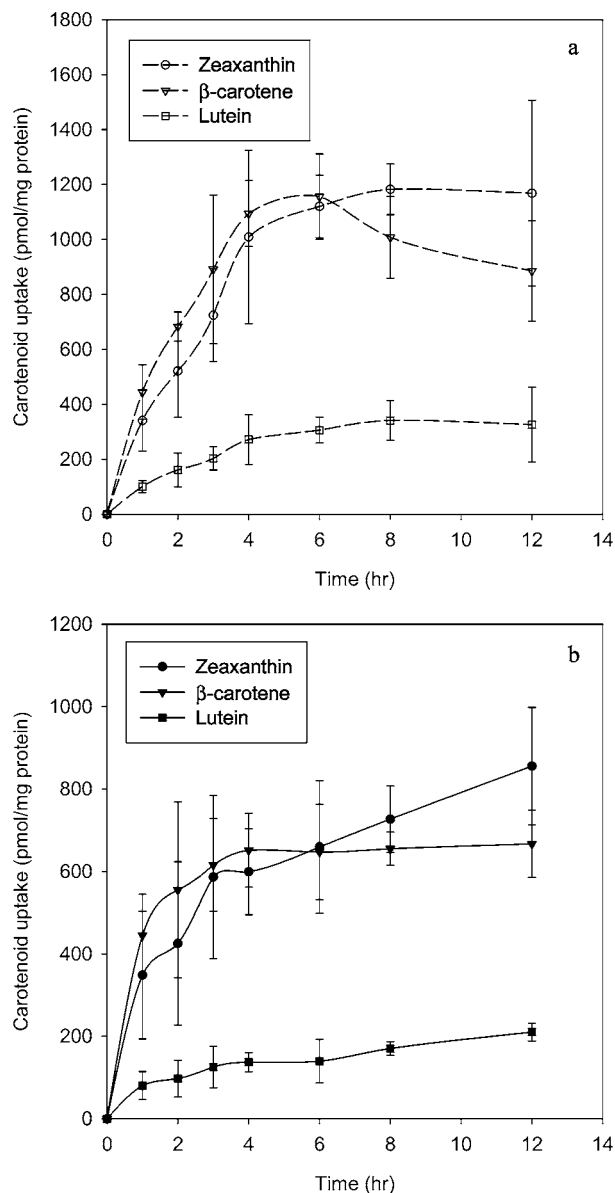 a
Zeaxanthin
β-carotene
Lutein
Carotenoid uptake (pmol/mg protein)
1800
1600
1400
1200
1000
800
600
400
200
0
0 2 4 6 8 10 12 14
Time (hr)
b
Zeaxanthin
β-carotene
Lutein
Carotenoid uptake (pmol/mg protein)
1200
1000
800
600
400
200
0
0 2 4 6 8 10 12 14
Time (hr)